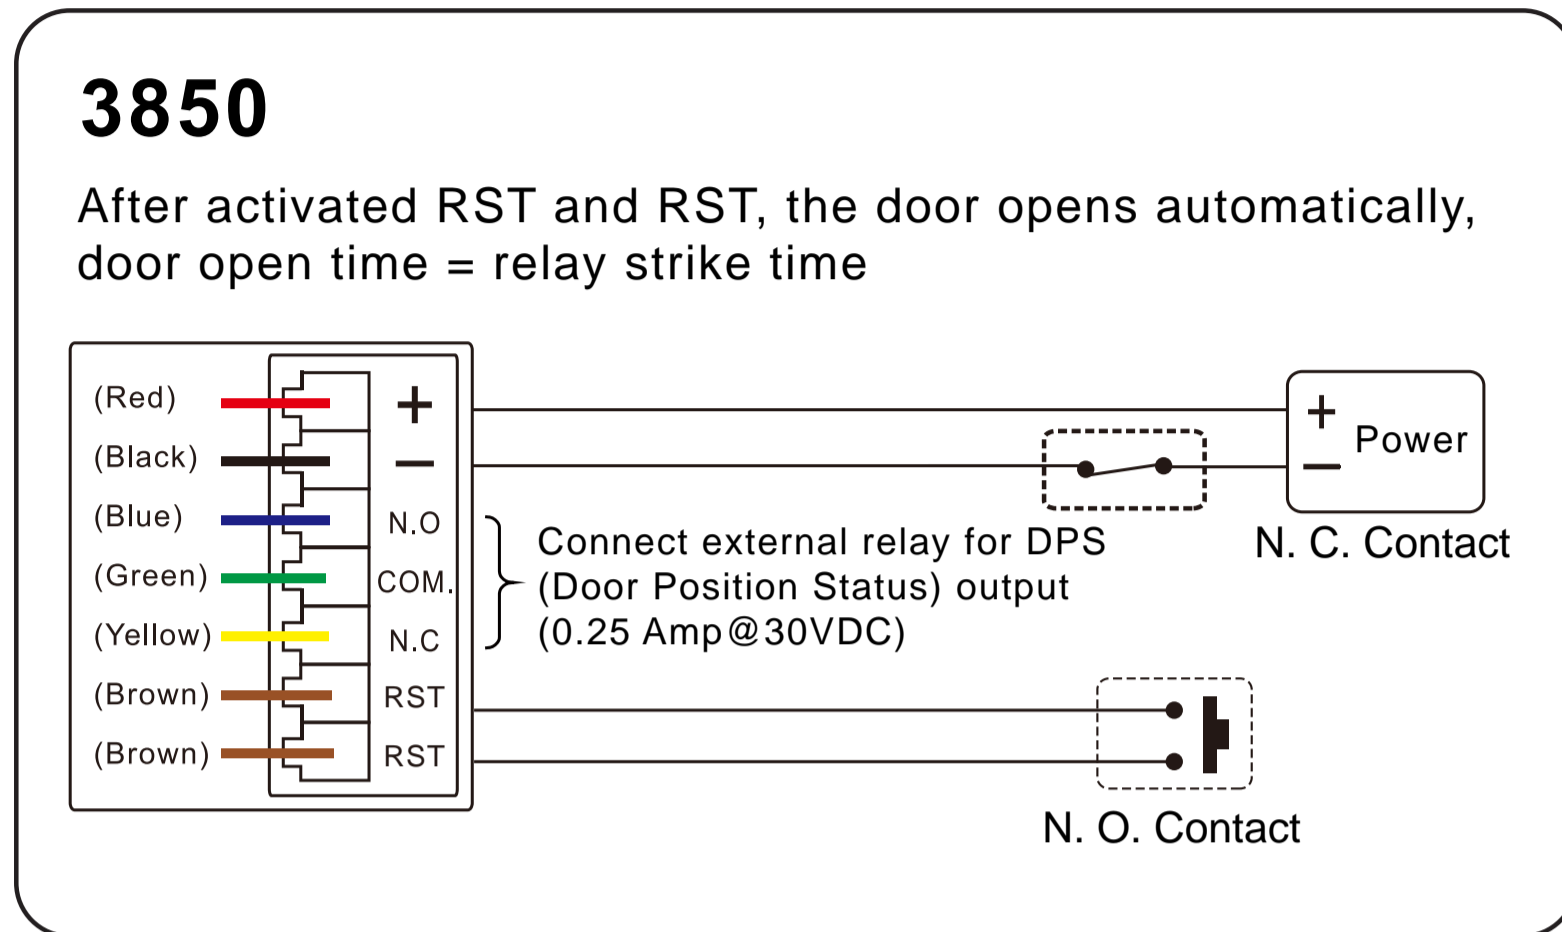 3850
After activated RST and RST, the door opens automatically,
door open time = relay strike time
(Red) + +
Power
(Black) — —
(Blue) N.O
Connect external relay for DPS
N. C. Contact
(Green) COM.
(Door Position Status) output
(Yellow) N.C
(0.25 Amp@30VDC)
(Brown) RST
(Brown) RST
N. O. Contact